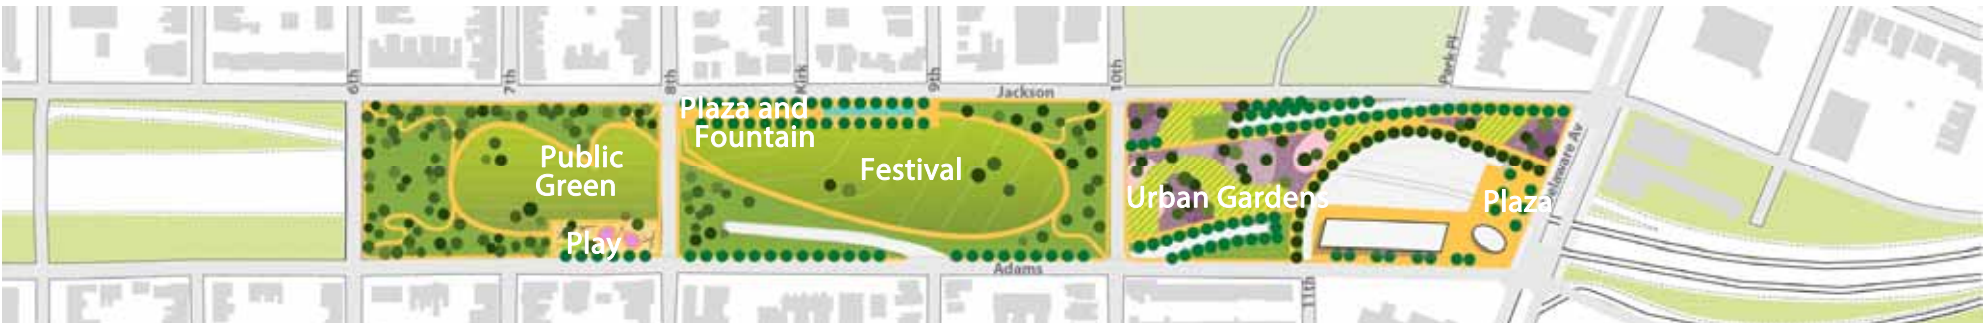 6th
7th
8th
Kirk
9th
Jackson
10th
Park Pl
Plaza and
Fountain
Public
Green
Festival
Urban Gardens
Plaza
Delaware Av
Play
Adams
11th